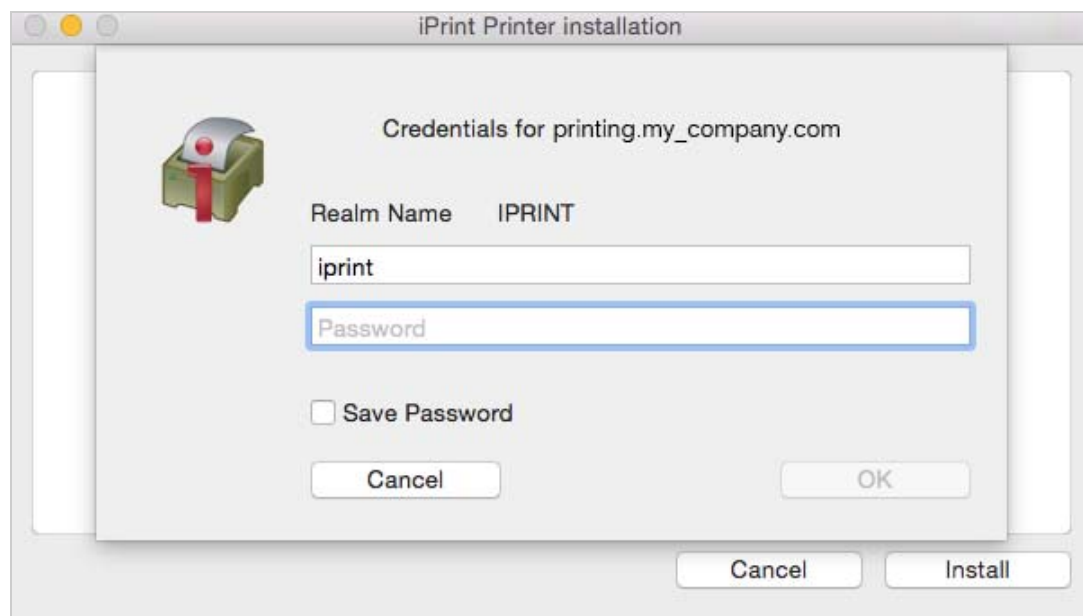 iPrint Printer installation
Credentials for printing.my_company.com
Realm Name IPRINT
iprint
Password
Save Password
Cancel OK
Cancel Install